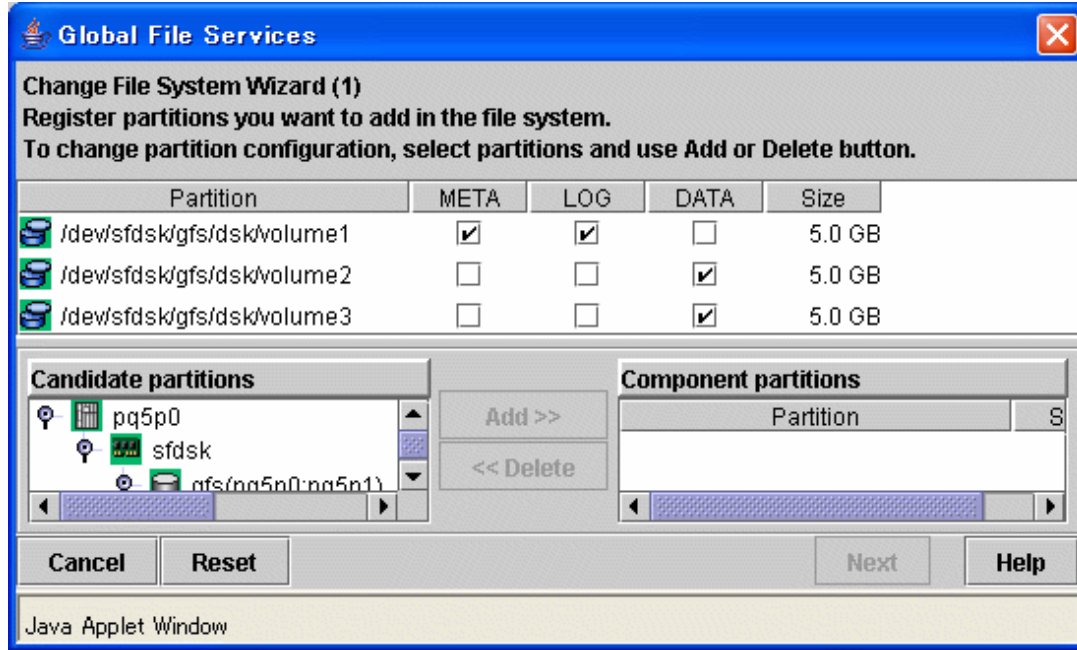 Global File Services
Change File System Wizard (1)
Register partitions you want to add in the file system.
To change partition configuration, select partitions and use Add or Delete button.
Partition META LOG DATA Size
/dev/sfdsk/gfs/dsk/volume1 5.0 GB
/dev/sfdsk/gfs/dsk/volume2 5.0 GB
/dev/sfdsk/gfs/dsk/volume3 5.0 GB
Candidate partitions
pq5p0
sfdsk
gfs(pq5p0:pq5p1)
Add >>
<< Delete
Component partitions
Partition S
Cancel Reset Next Help
Java Applet Window